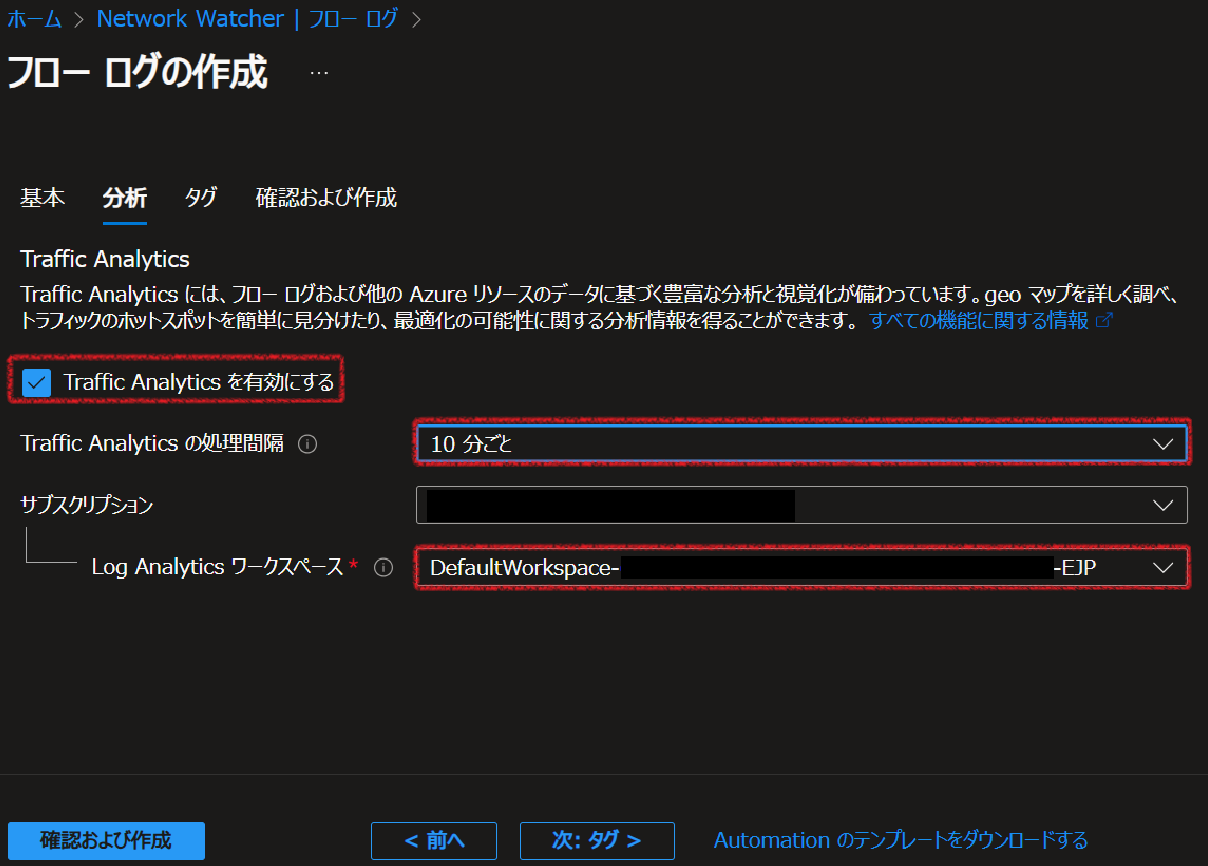 ホーム > Network Watcher | フロー ログ >
フロー ログの作成 ...
基本 分析 タグ 確認および作成
Traffic Analytics
Traffic Analytics には、フロー ログおよび他の Azure リソースのデータに基づく豊富な分析と視覚化が備わっています。geo マップを詳しく調べ、
トラフィックのホットスポットを簡単に見分けたり、最適化の可能性に関する分析情報を得ることができます。 すべての機能に関する情報
Traffic Analytics を有効にする
Traffic Analytics の処理間隔 10 分ごと
サブスクリプション
Log Analytics ワークスペース * DefaultWorkspace- -EJP
確認および作成 < 前へ 次: タグ > Automation のテンプレートをダウンロードする